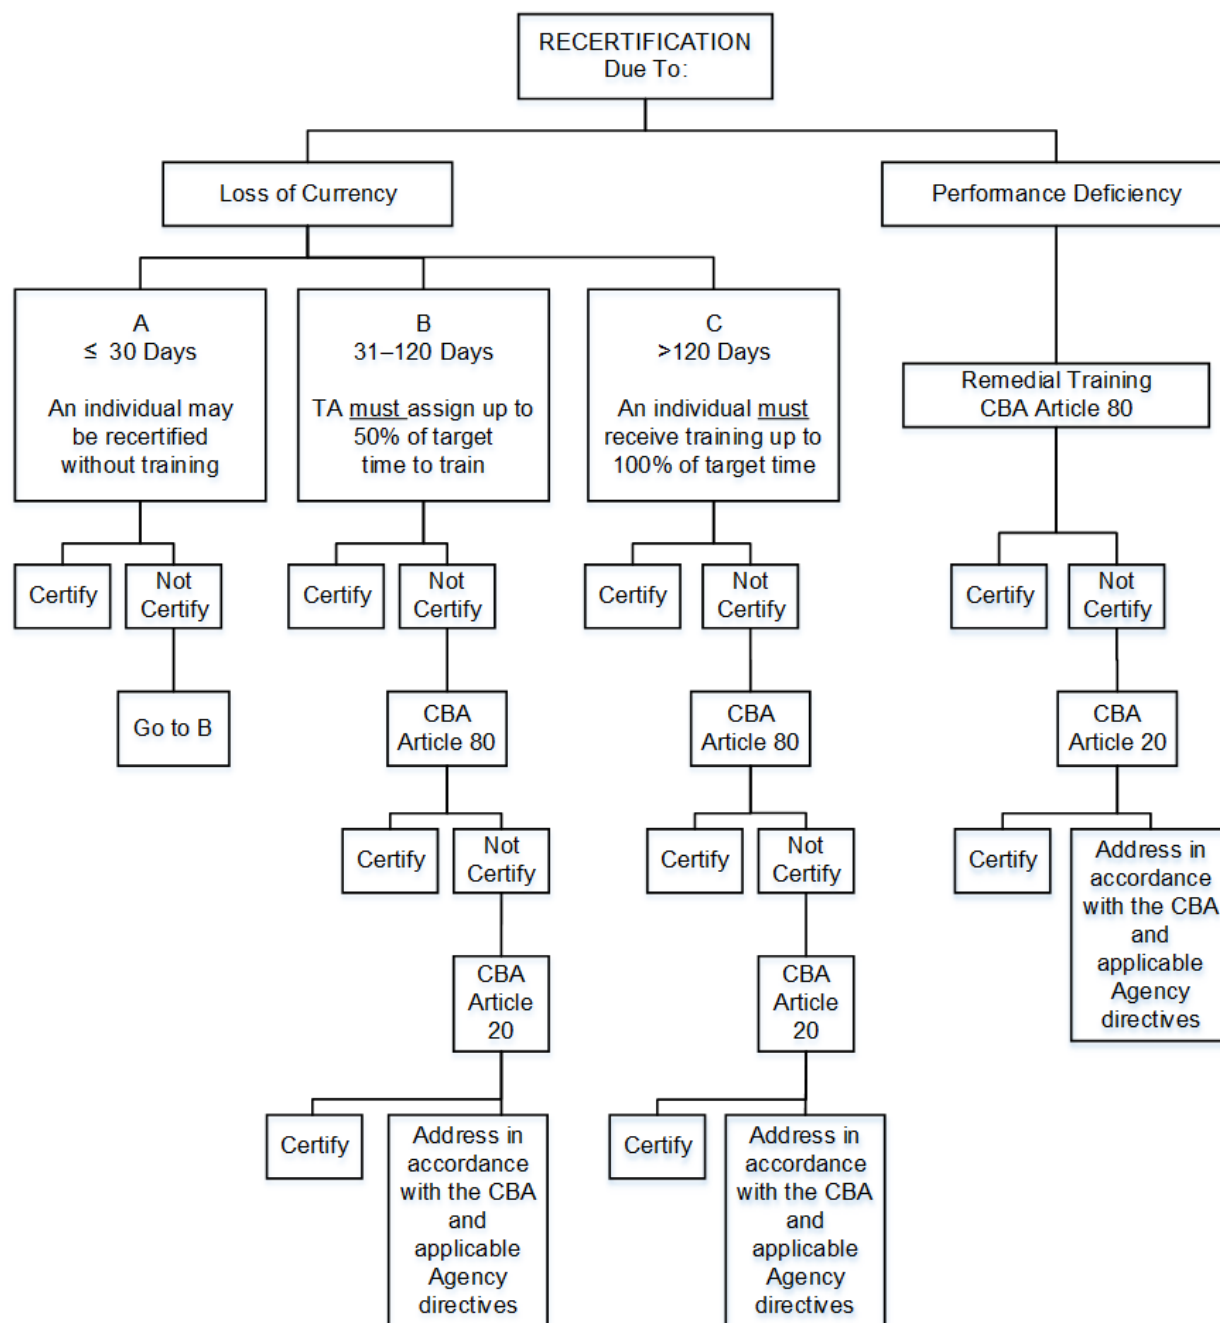 RECERTIFICATION
Due To:
Loss of Currency
Performance Deficiency
A
≤ 30 Days
An individual may
be recertified
without training
B
31–120 Days
TA must assign up to
50% of target
time to train
C
>120 Days
An individual must
receive training up to
100% of target time
Remedial Training
CBA Article 80
Certify
Not
Certify
Certify
Not
Certify
Certify
Not
Certify
Certify
Not
Certify
Go to B
CBA
Article 80
CBA
Article 80
CBA
Article 20
Certify
Not
Certify
Certify
Not
Certify
Certify
Address in
accordance
with the CBA
and
applicable
Agency
directives
CBA
Article
20
CBA
Article
20
Certify
Address in
accordance
with the CBA
and
applicable
Agency
directives
Certify
Address in
accordance
with the CBA
and
applicable
Agency
directives